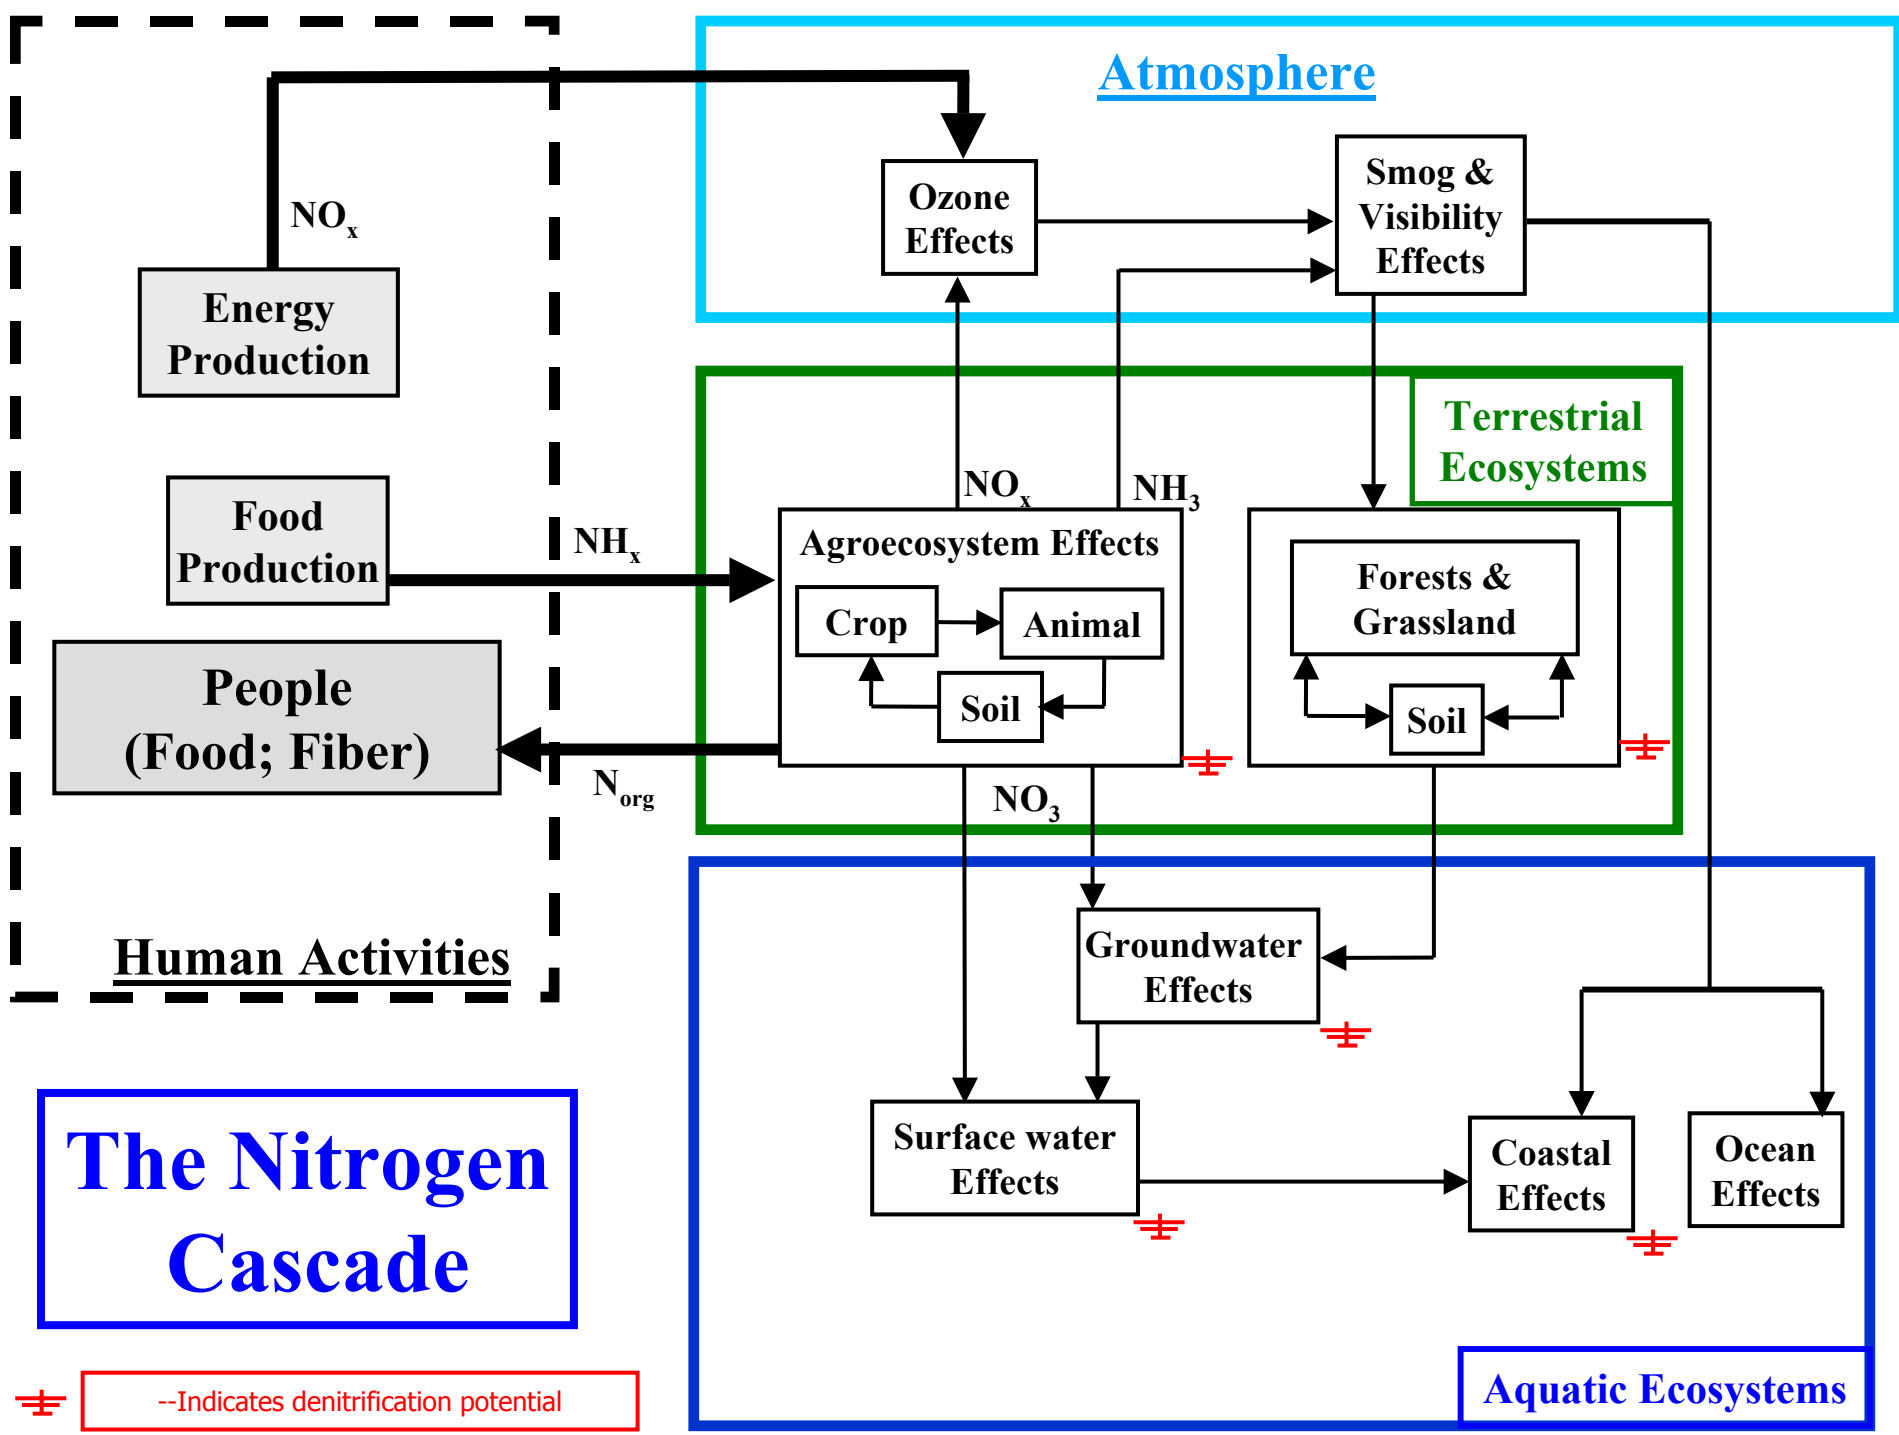 Atmosphere
Ozone
Effects
Smog &
Visibility
Effects
NOx
Energy
Production
Terrestrial
Ecosystems
NOx
NH3
Food
Production
NHx
Agroecosystem Effects
Crop
Animal
Soil
Forests &
Grassland
Soil
People
(Food; Fiber)
Norg
NO3
Human Activities
Groundwater
Effects
Surface water
Effects
Coastal
Effects
Ocean
Effects
The Nitrogen
Cascade
--Indicates denitrification potential
Aquatic Ecosystems